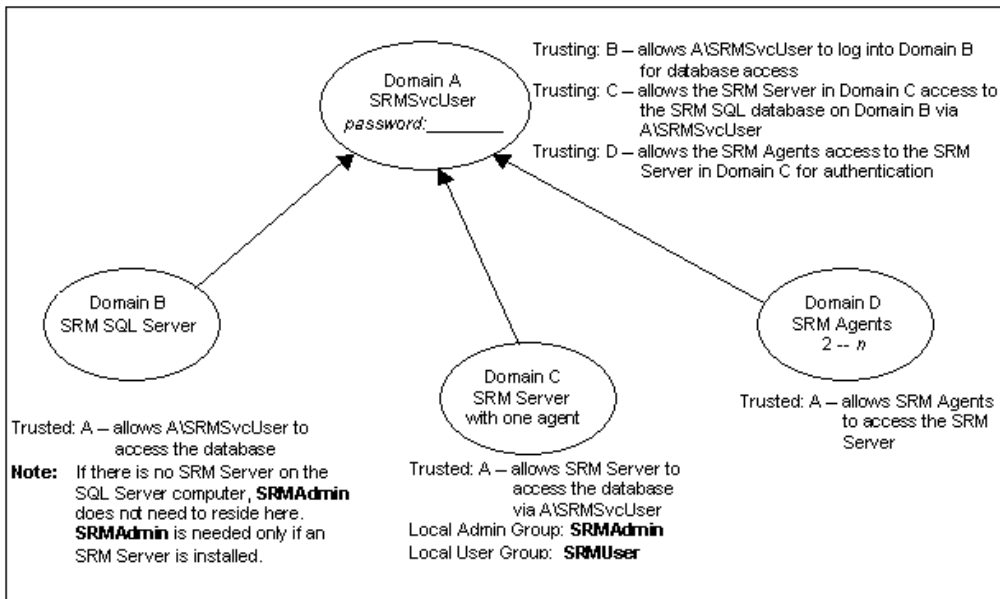 Domain A
SRMSvcUser
password:________
Trusting: B – allows A\SRMSvcUser to log into Domain B
for database access
Trusting: C – allows the SRM Server in Domain C access to
the SRM SQL database on Domain B via
A\SRMSvcUser
Trusting: D – allows the SRM Agents access to the SRM
Server in Domain C for authentication
Domain B
SRM SQL Server
Domain C
SRM Server
with one agent
Domain D
SRM Agents
2 -- n
Trusted: A – allows A\SRMSvcUser to
access the database
Note: If there is no SRM Server on the
SQL Server computer, SRMAdmin
does not need to reside here.
SRMAdmin is needed only if an
SRM Server is installed.
Trusted: A – allows SRM Server to
access the database
via A\SRMSvcUser
Local Admin Group: SRMAdmin
Local User Group: SRMUser
Trusted: A – allows SRM Agents
to access the SRM
Server